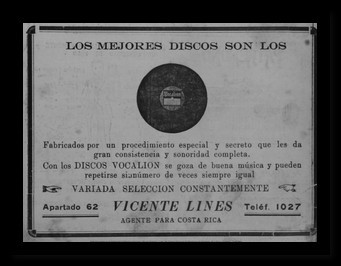 LOS MEJORES DISCOS SON LOS
Fabricados por un procedimiento especial y secreto que les da
gran consistencia y sonoridad completa.
Con los DISCOS VOCALION se goza de buena música y pueden
repetirse sinnúmero de veces siempre igual
VARIADA SELECCION CONSTANTEMENTE
Apartado 62 VICENTE LINES Teléf. 1027
AGENTE PARA COSTA RICA